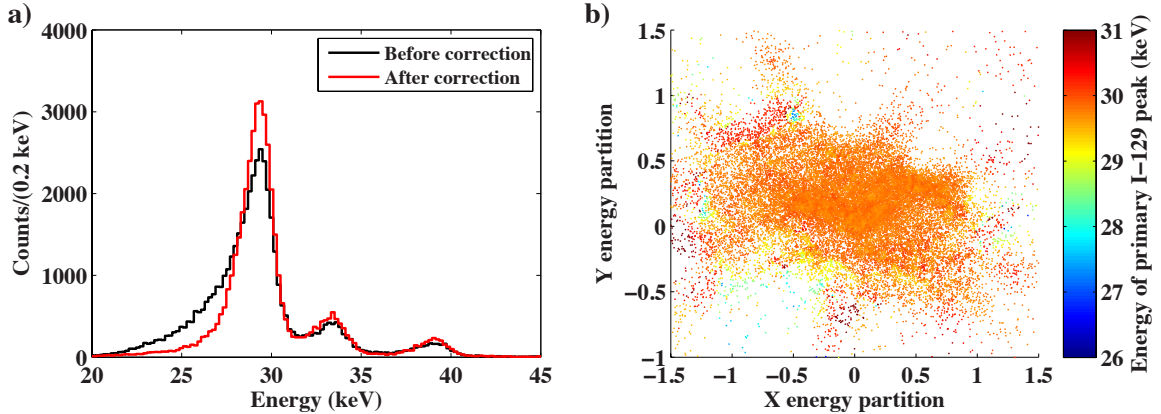 a)
4000
3000
2000
1000
0
Counts/(0.2 keV)
Before correction
After correction
20 25 30 35 40 45
Energy (keV)
b)
1.5
1
0.5
0
−0.5
−1
Y energy partition
−1.5 −1 −0.5 0 0.5 1 1.5
X energy partition
31
30
29
28
27
26
Energy of primary I−129 peak (keV)